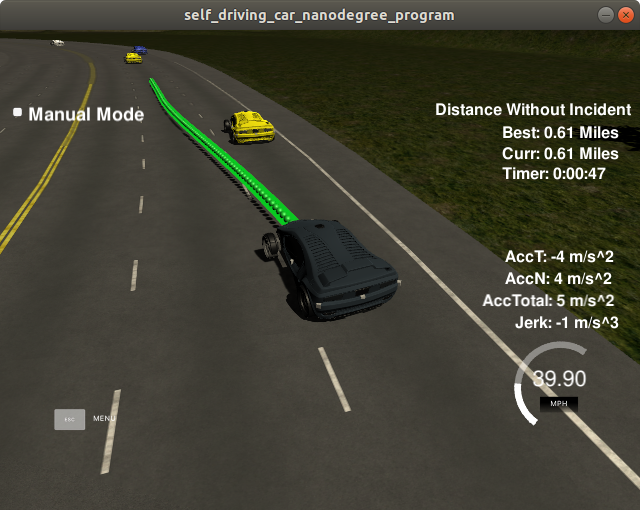 self_driving_car_nanodegree_program
Manual Mode
Distance Without Incident
Best: 0.61 Miles
Curr: 0.61 Miles
Timer: 0:00:47
AccT: -4 m/s^2
AccN: 4 m/s^2
AccTotal: 5 m/s^2
Jerk: -1 m/s^3
39.90
MPH
ESC MENU